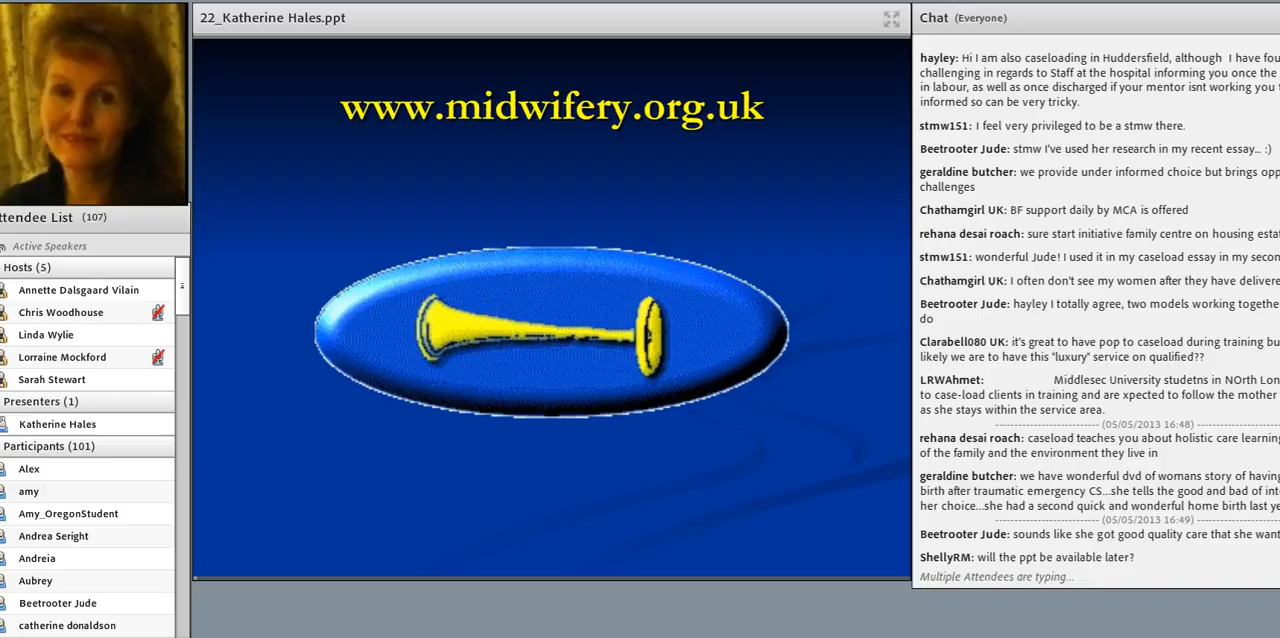 22_Katherine Hales.ppt
www.midwifery.org.uk
ttendee List (107)
Active Speakers
Hosts (5)
Annette Dalsgaard Vilain
Chris Woodhouse
Linda Wylie
Lorraine Mockford
Sarah Stewart
Presenters (1)
Katherine Hales
Participants (101)
Alex
amy
Amy_OregonStudent
Andrea Seright
Andreia
Aubrey
Beetrooter Jude
catherine donaldson
Chat (Everyone)
hayley: Hi I am also caseloading in Huddersfield, although I have fou
challenging in regards to Staff at the hospital informing you once the
in labour, as well as once discharged if your mentor isnt working you
informed so can be very tricky.
stmw151: I feel very privileged to be a stmw there.
Beetrooter Jude: stmw I've used her research in my recent essay... :)
geraldine butcher: we provide under informed choice but brings opp
challenges
Chathamgirl UK: BF support daily by MCA is offered
rehana desai roach: sure start initiative family centre on housing esta
stmw151: wonderful Jude! I used it in my caseload essay in my secon
Chathamgirl UK: I often don't see my women after they have delivere
Beetrooter Jude: hayley I totally agree, two models working togethe
do
Clarabell080 UK: it's great to have pop to caseload during training bu
likely we are to have this "luxury" service on qualified??
LRWAhmet: Middlesec University studetns in NOrth Lon
to case-load clients in training and are xpected to follow the mother
as she stays within the service area.
(05/05/2013 16:48)
rehana desai roach: caseload teaches you about holistic care learning
of the family and the environment they live in
geraldine butcher: we have wonderful dvd of womans story of having
birth after traumatic emergency CS...she tells the good and bad of int
her choice...she had a second quick and wonderful home birth last ye
(05/05/2013 16:49)
Beetrooter Jude: sounds like she got good quality care that she want
ShellyRM: will the ppt be available later?
Multiple Attendees are typing...